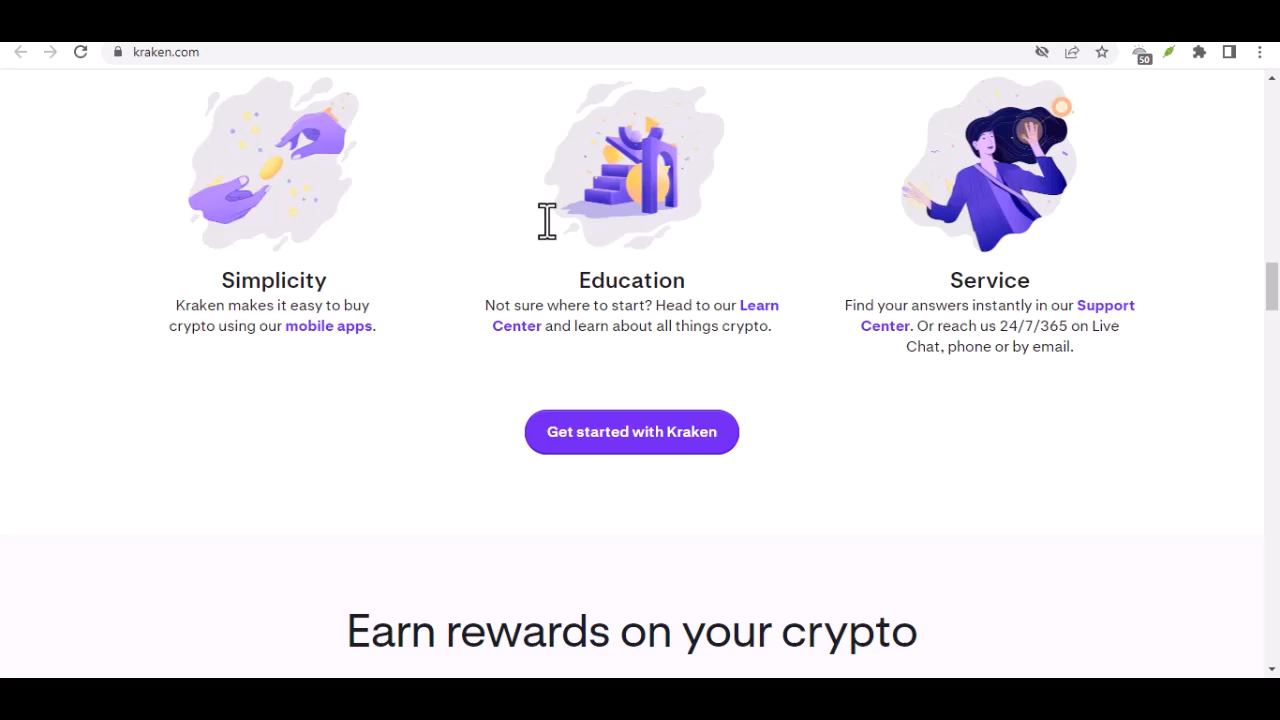 kraken.com
50
Simplicity
Kraken makes it easy to buy
crypto using our mobile apps.
Education
Not sure where to start? Head to our Learn
Center and learn about all things crypto.
Service
Find your answers instantly in our Support
Center. Or reach us 24/7/365 on Live
Chat, phone or by email.
Get started with Kraken
Earn rewards on your crypto